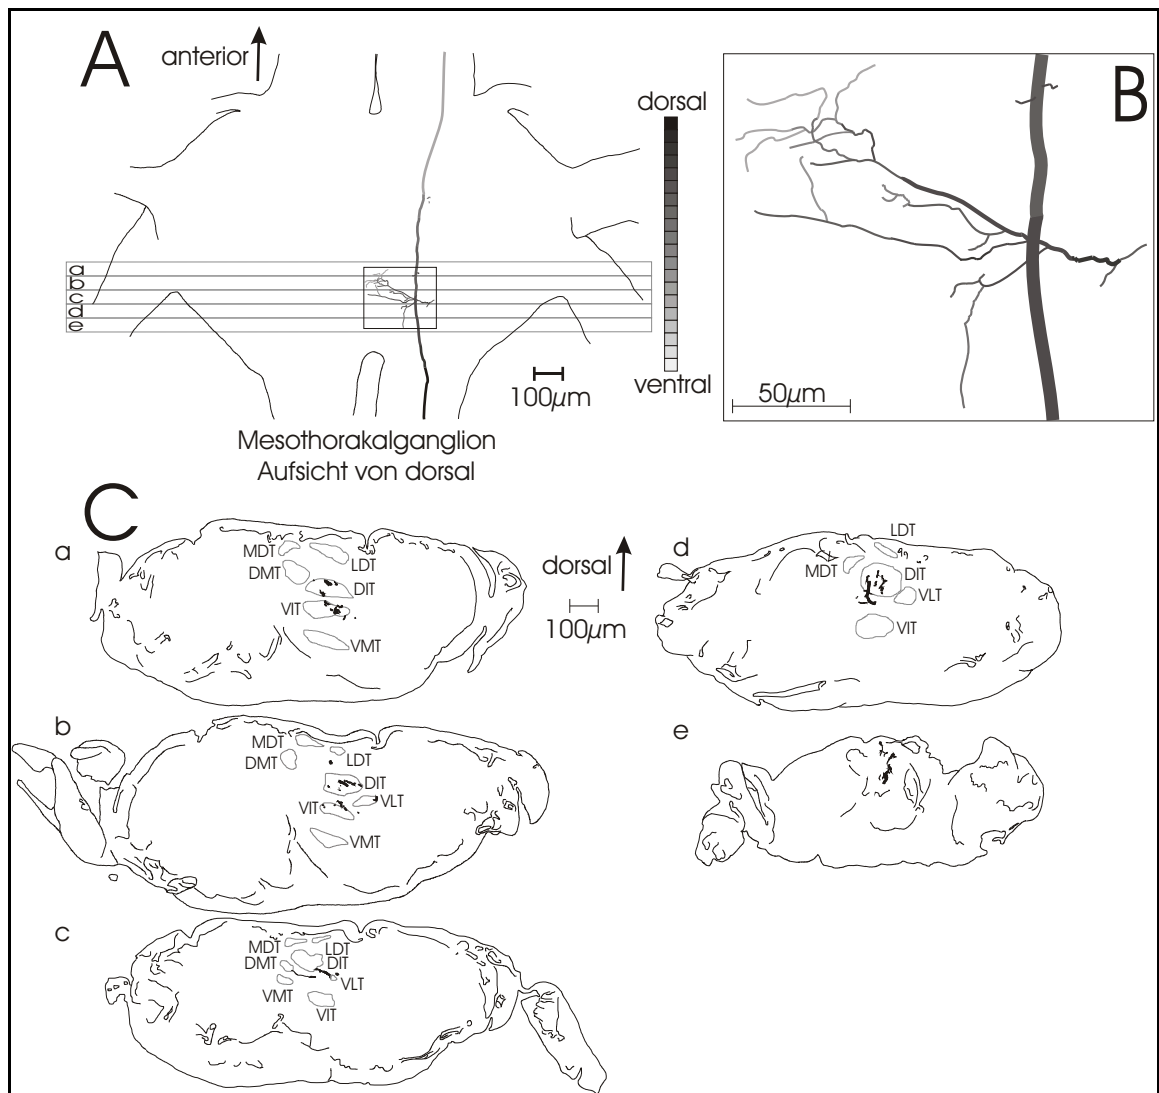 A
anterior
dorsal
B
a
b
c
d
e
100µm
ventral
50µm
Mesothorakalganglion
Aufsicht von dorsal
C
a
MDT
LDT
DMT
DIT
VIT
VMT
dorsal
100µm
d
LDT
MDT
DIT
VLT
VIT
b
MDT
DMT
LDT
DIT
VLT
VIT
VMT
e
c
MDT
LDT
DMT
DIT
VLT
VMT
VIT